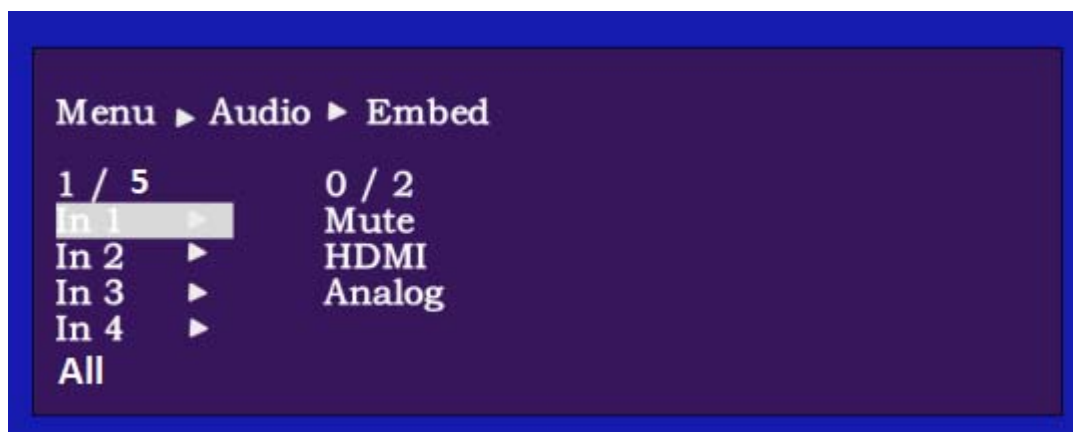 Menu ▶ Audio ▶ Embed
1 / 5 0 / 2
In 1 ▶ Mute
In 2 ▶ HDMI
In 3 ▶ Analog
In 4 ▶
All